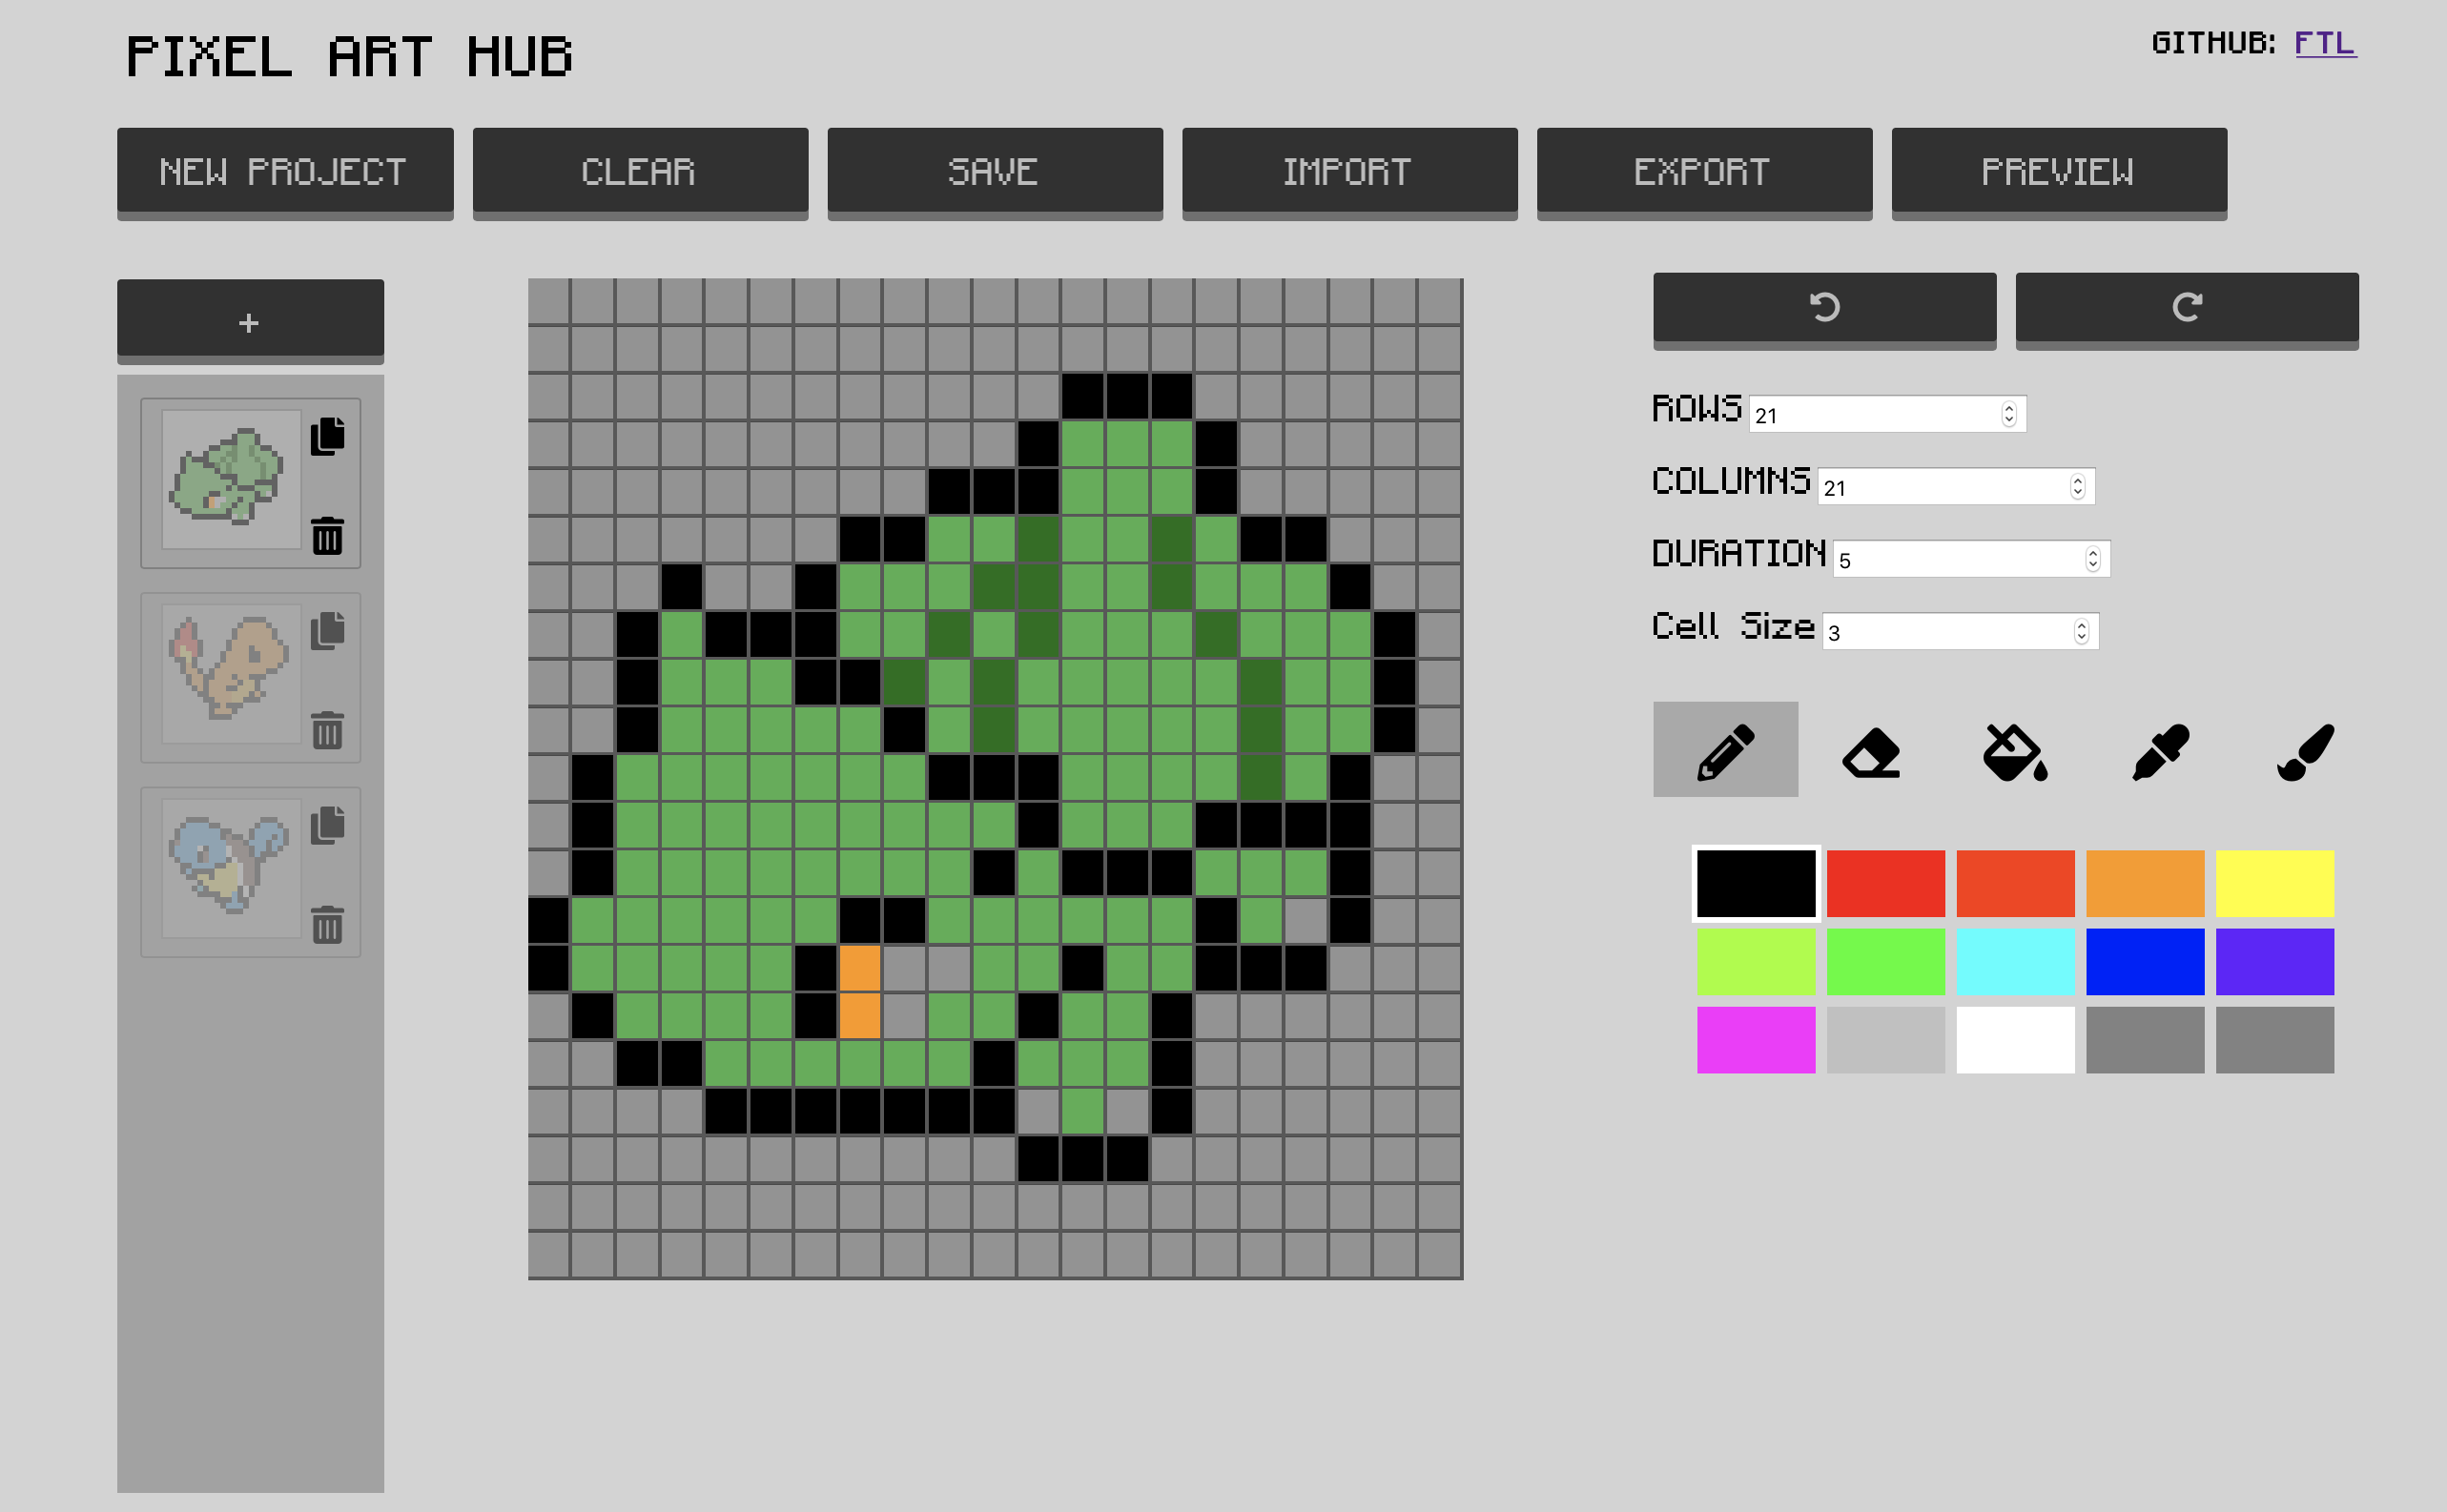 PIXEL ART HUB
GITHUB: FTL
NEW PROJECT
CLEAR
SAVE
IMPORT
EXPORT
PREVIEW
+
ROWS 21
COLUMNS 21
DURATION 5
Cell Size 3